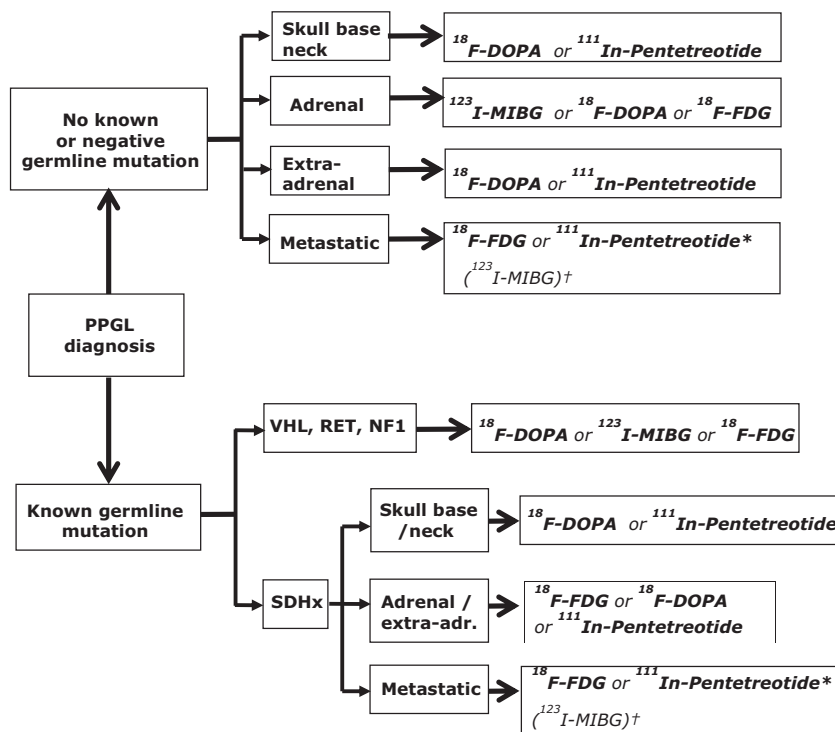 Skull base
neck
¹⁸F-DOPA or ¹¹¹In-Pentetreotide
No known
or negative
germline mutation
Adrenal
¹²³I-MIBG or ¹⁸F-DOPA or ¹⁸F-FDG
Extra-
adrenal
¹⁸F-DOPA or ¹¹¹In-Pentetreotide
Metastatic
¹⁸F-FDG or ¹¹¹In-Pentetreotide*
(¹²³I-MIBG)†
PPGL
diagnosis
Known germline
mutation
VHL, RET, NF1
¹⁸F-DOPA or ¹²³I-MIBG or ¹⁸F-FDG
SDHx
Skull base
/neck
¹⁸F-DOPA or ¹¹¹In-Pentetreotide
Adrenal /
extra-adr.
¹⁸F-FDG or ¹⁸F-DOPA
or ¹¹¹In-Pentetreotide
Metastatic
¹⁸F-FDG or ¹¹¹In-Pentetreotide*
(¹²³I-MIBG)†